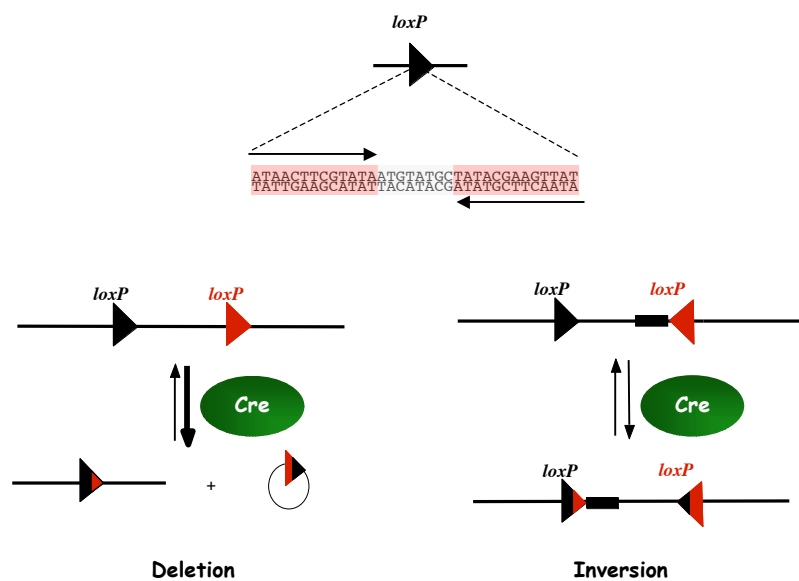 loxP
ATAACTTCGTATAATGTATGCTATACGAAGTTAT
TATTGAAGCATATTACATACGATATGCTTCAATA
loxP loxP
loxP loxP
Cre
Cre
loxP loxP
+
Deletion
Inversion